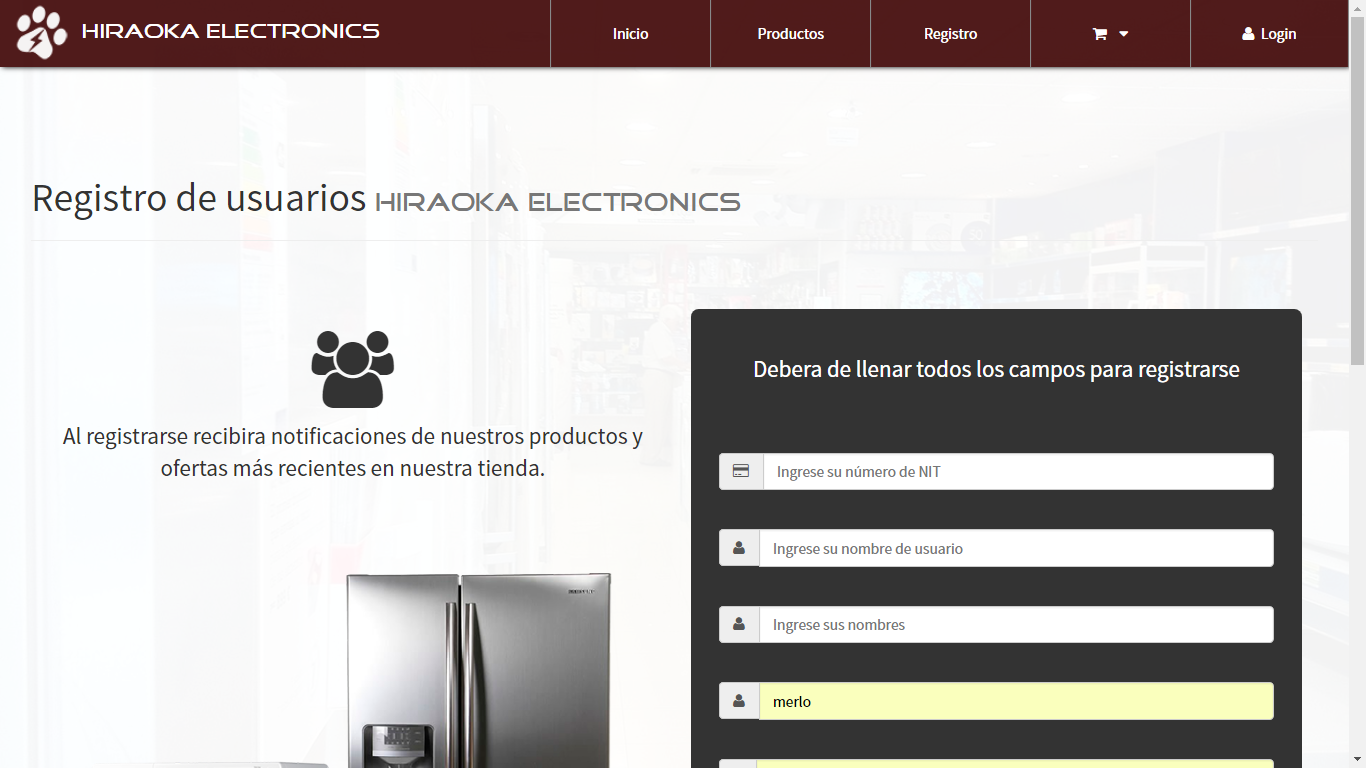 HIRAOKA ELECTRONICS
Inicio
Productos
Registro
Login
Registro de usuarios HIRAOKA ELECTRONICS
Al registrarse recibira notificaciones de nuestros productos y
ofertas más recientes en nuestra tienda.
Debera de llenar todos los campos para registrarse
Ingrese su número de NIT
Ingrese su nombre de usuario
Ingrese sus nombres
merlo